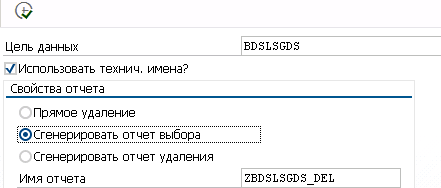 Цель данных BDSLSGDS
Использовать технич. имена?
Свойства отчета
Прямое удаление
Сгенерировать отчет выбора
Сгенерировать отчет удаления
Имя отчета ZBDSLSGDS_DEL